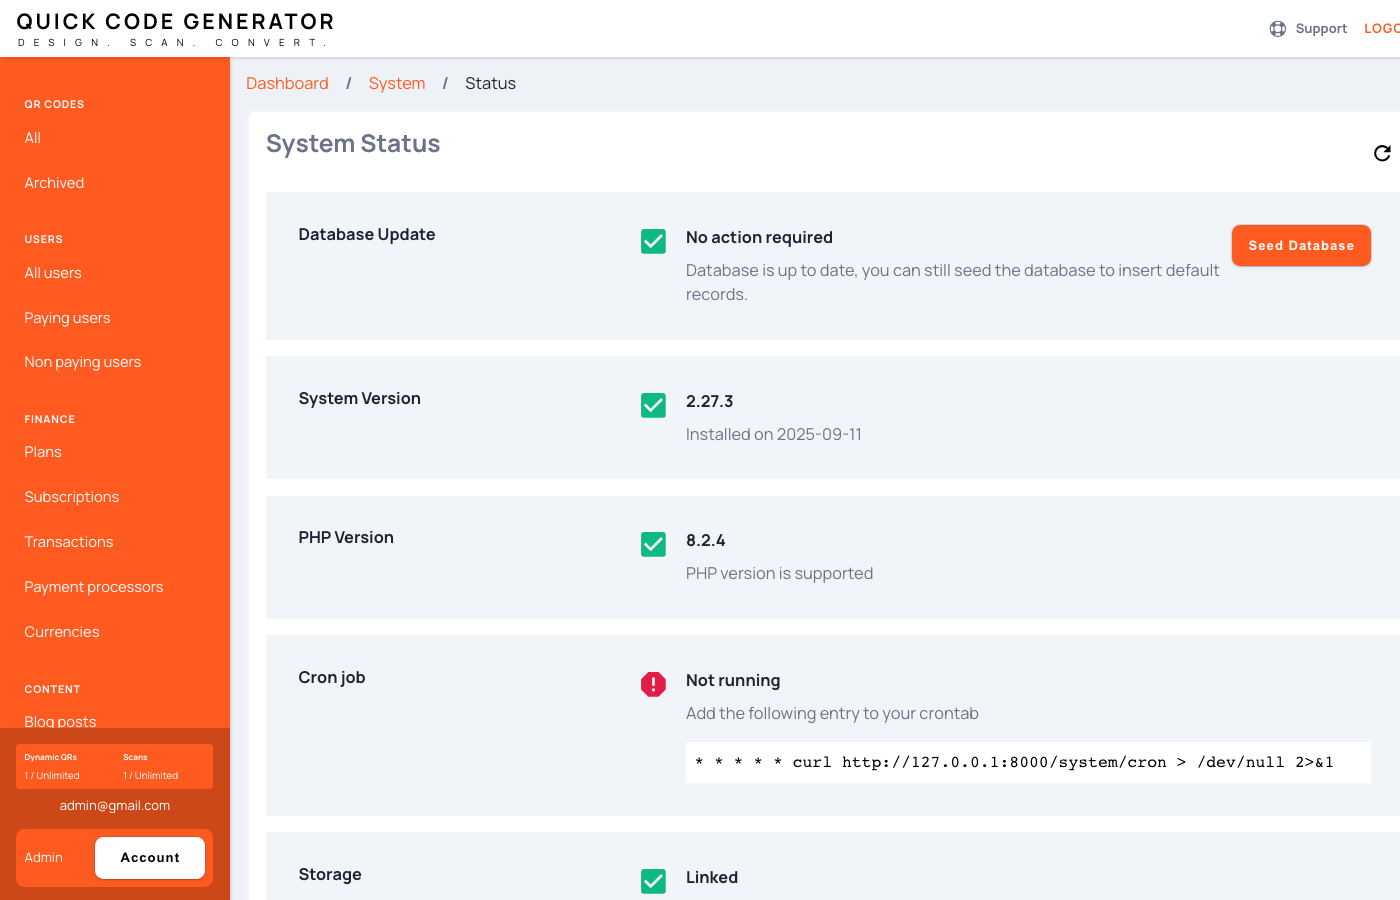 QUICK CODE GENERATOR
DESIGN. SCAN. CONVERT.
Support
QR CODES
All
Archived
USERS
All users
Paying users
Non paying users
FINANCE
Plans
Subscriptions
Transactions
Payment processors
Currencies
CONTENT
Blog posts
Dynamic QRs Scans
1 / Unlimited 1 / Unlimited
admin@gmail.com
Admin Account
Dashboard / System / Status
System Status
Database Update
No action required
Database is up to date, you can still seed the database to insert default
records.
Seed Database
System Version
2.27.3
Installed on 2025-09-11
PHP Version
8.2.4
PHP version is supported
Cron job
Not running
Add the following entry to your crontab
* * * * * curl http://127.0.0.1:8000/system/cron > /dev/null 2>&1
Storage
Linked